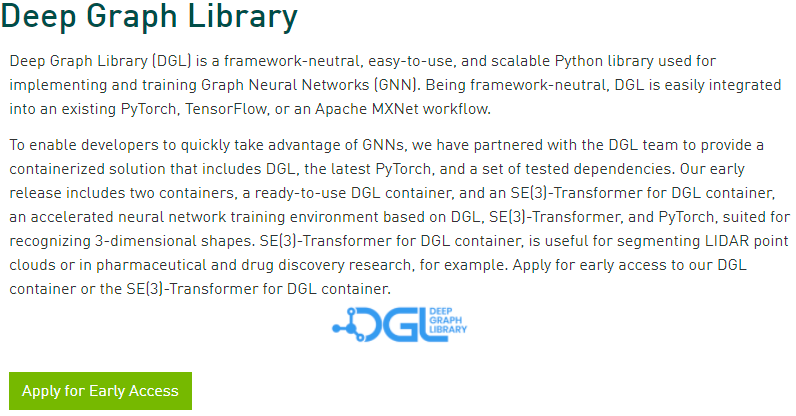 Deep Graph Library
Deep Graph Library (DGL) is a framework-neutral, easy-to-use, and scalable Python library used for
implementing and training Graph Neural Networks (GNN). Being framework-neutral, DGL is easily integrated
into an existing PyTorch, TensorFlow, or an Apache MXNet workflow.
To enable developers to quickly take advantage of GNNs, we have partnered with the DGL team to provide a
containerized solution that includes DGL, the latest PyTorch, and a set of tested dependencies. Our early
release includes two containers, a ready-to-use DGL container, and an SE(3)-Transformer for DGL container,
an accelerated neural network training environment based on DGL, SE(3)-Transformer, and PyTorch, suited for
recognizing 3-dimensional shapes. SE(3)-Transformer for DGL container, is useful for segmenting LIDAR point
clouds or in pharmaceutical and drug discovery research, for example. Apply for early access to our DGL
container or the SE(3)-Transformer for DGL container.
DGL DEEP
GRAPH
LIBRARY
Apply for Early Access